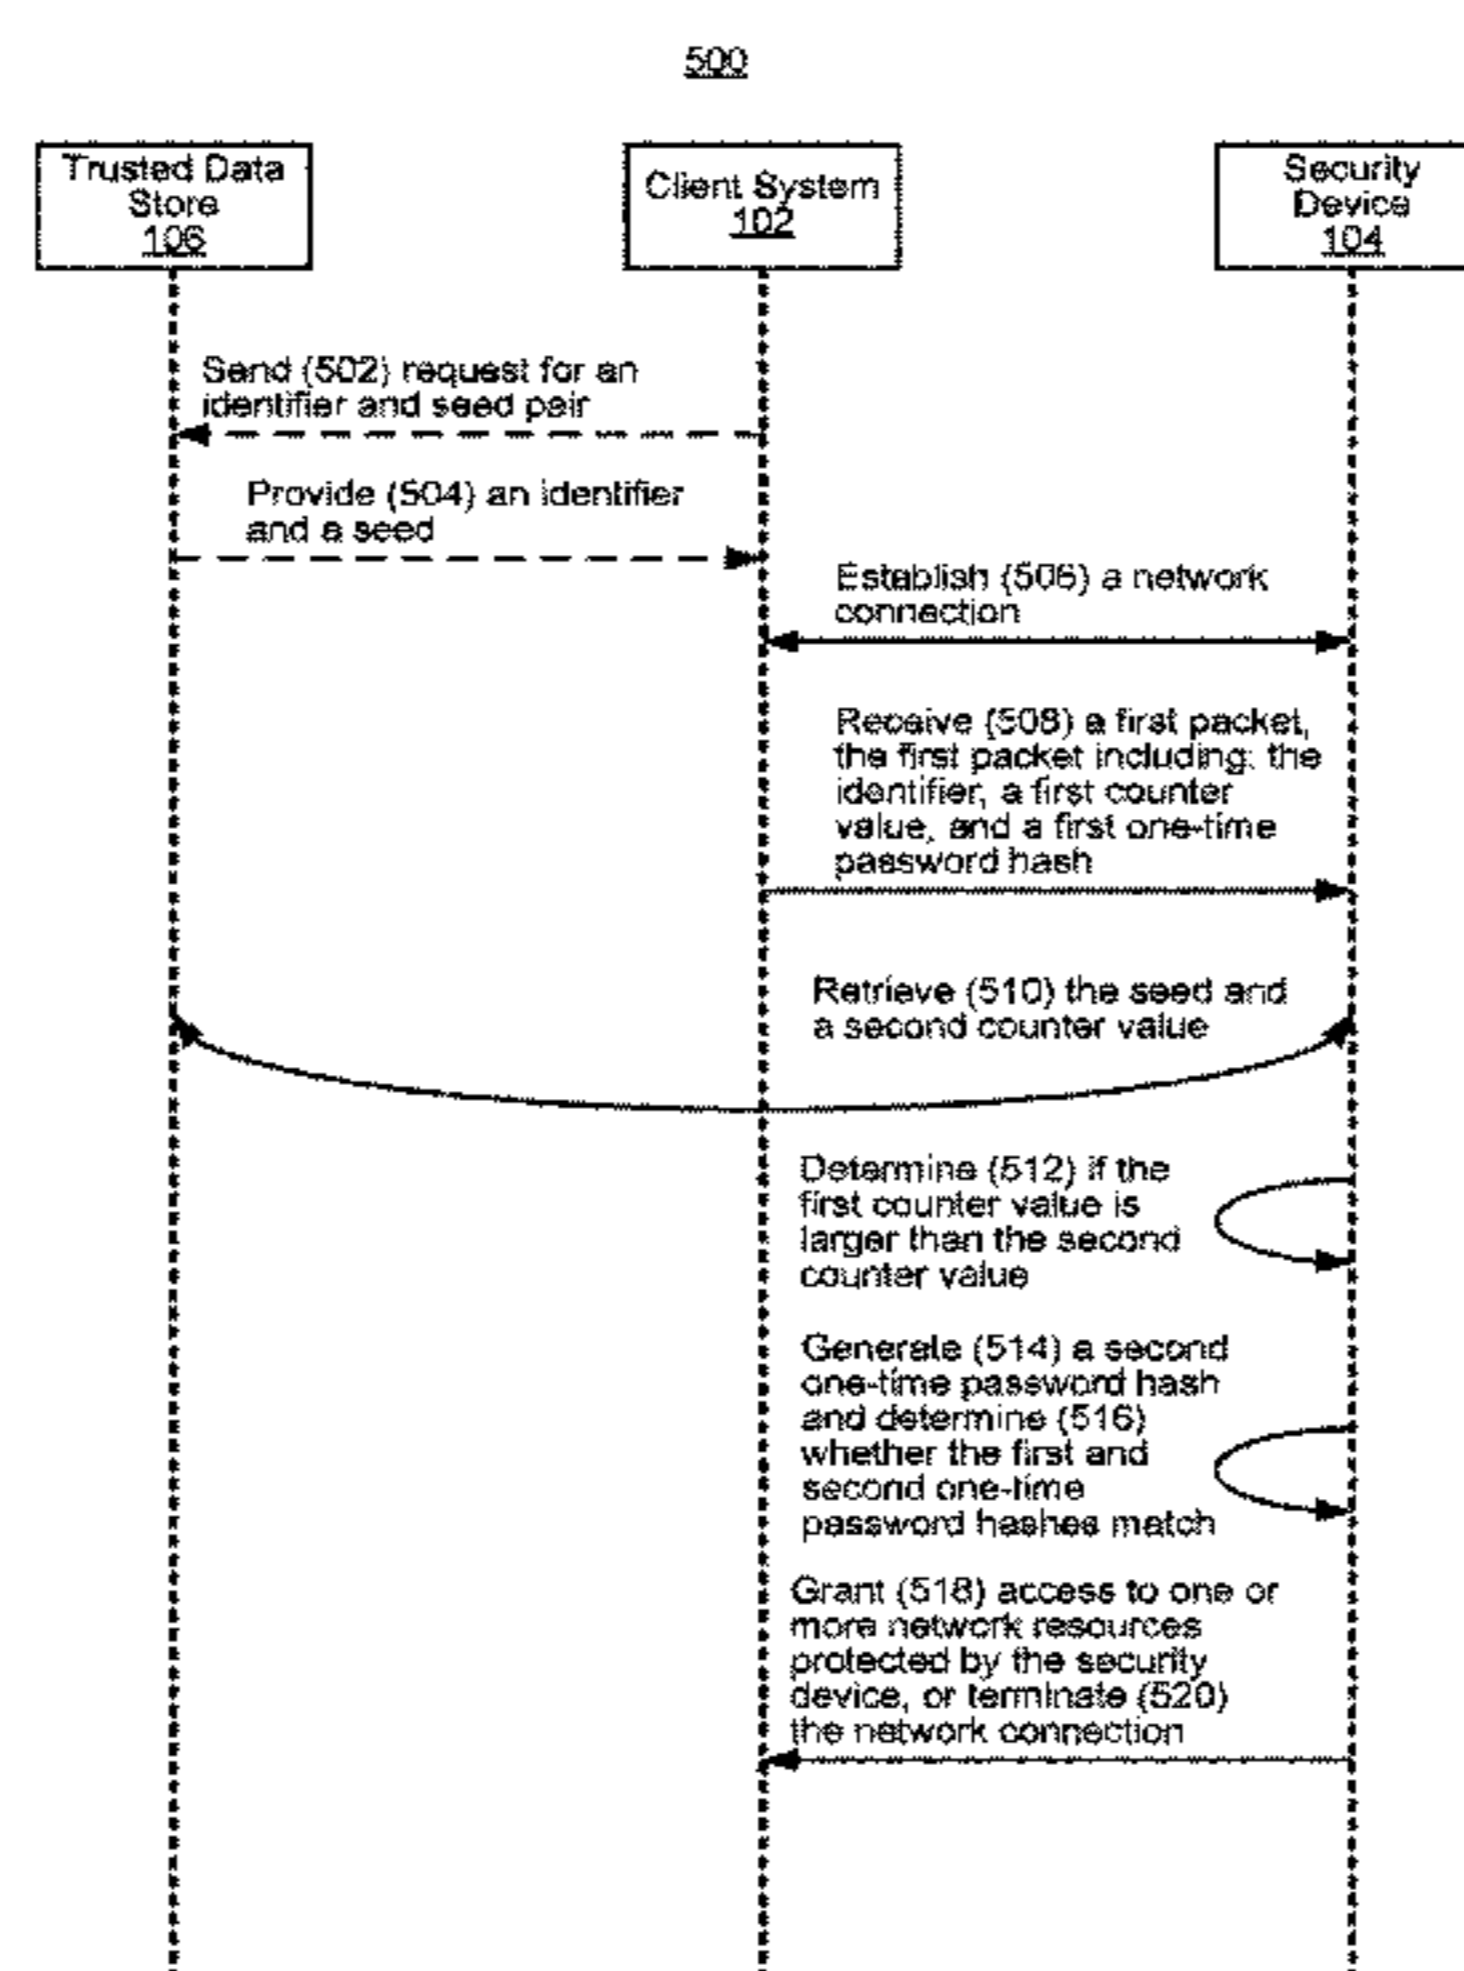 500
Trusted Data
Store
106
Client System
102
Security
Device
104
Send (502) request for an
identifier and seed pair
Provide (504) an identifier
and a seed
Establish (506) a network
connection
Receive (508) a first packet,
the first packet including: the
identifier, a first counter
value, and a first one-time
password hash
Retrieve (510) the seed and
a second counter value
Determine (512) if the
first counter value is
larger than the second
counter value
Generate (514) a second
one-time password hash
and determine (516)
whether the first and
second one-time
password hashes match
Grant (518) access to one or
more network resources
protected by the security
device, or terminate (520)
the network connection